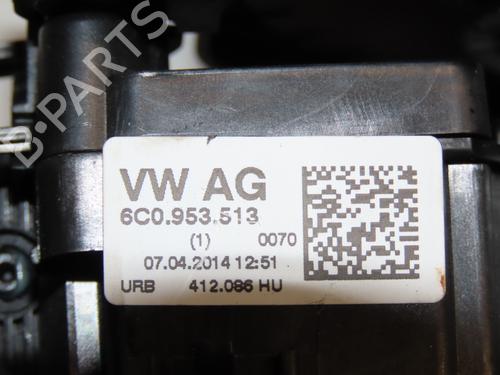 B-PARTS
VW AG
6C0.953.513
(1) 0070
07.04.2014 12:51
URB 412.086 HU